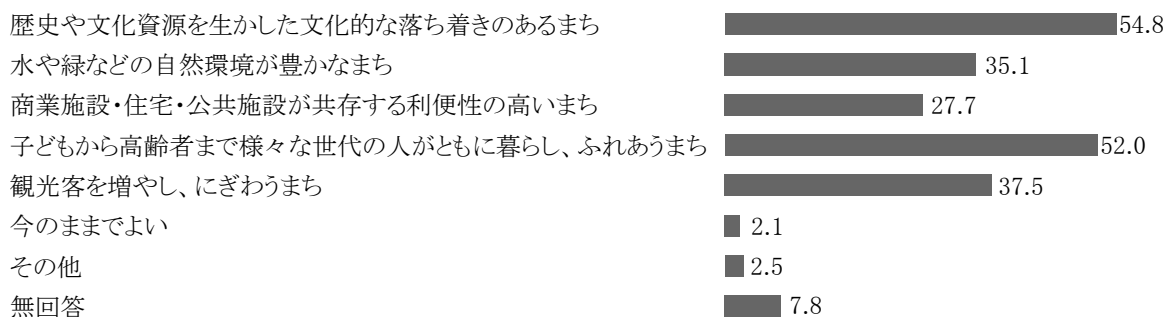 歴史や文化資源を生かした文化的な落ち着きのあるまち 54.8
水や緑などの自然環境が豊かなまち 35.1
商業施設・住宅・公共施設が共存する利便性の高いまち 27.7
子どもから高齢者まで様々な世代の人がともに暮らし、ふれあうまち 52.0
観光客を増やし、にぎわうまち 37.5
今のままでよい 2.1
その他 2.5
無回答 7.8